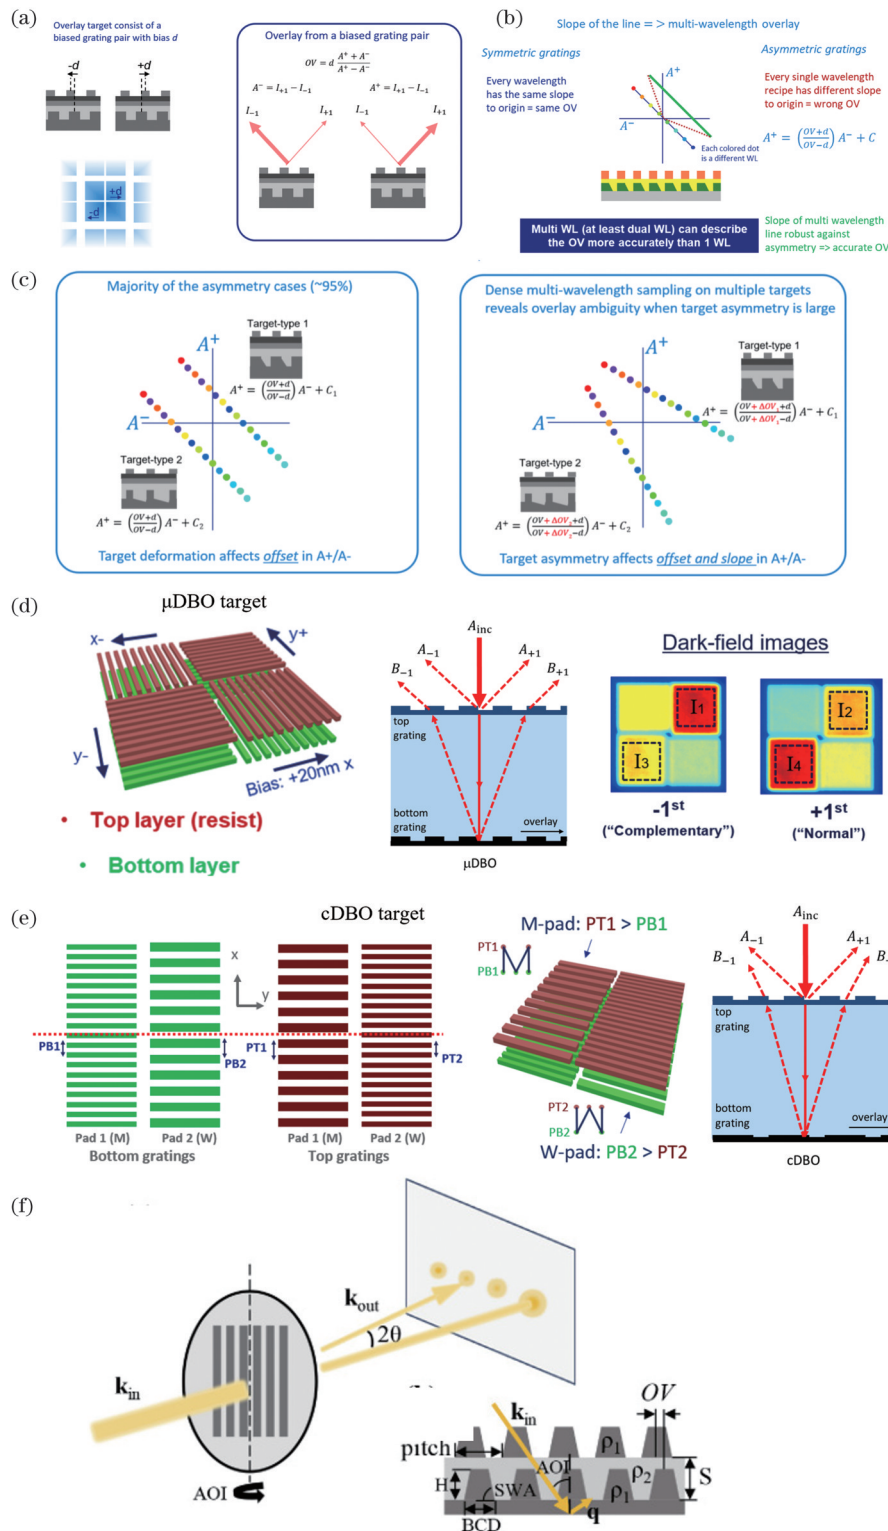 (a)
Overlay target consist of a
biased grating pair with bias d
-d
+d
+d
-d
Overlay from a biased grating pair
OV = d (A⁺ + A⁻)/(A⁺ − A⁻)
A⁻ = I₊₁ − I₋₁
A⁺ = I₊₁ − I₋₁
I₋₁
I₊₁
I₋₁
I₊₁
(b)
Slope of the line = > multi-wavelength overlay
Symmetric gratings
Every wavelength
has the same slope
to origin = same OV
A⁺
A⁻
Each colored dot
is a different WL
Asymmetric gratings
Every single wavelength
recipe has different slope
to origin = wrong OV
A⁺ = ((OV+d)/(OV−d)) A⁻ + C
Multi WL (at least dual WL) can describe
the OV more accurately than 1 WL
Slope of multi wavelength
line robust against
asymmetry => accurate OV
(c)
Majority of the asymmetry cases (~95%)
Target-type 1
A⁺
A⁺ = ((OV+d)/(OV−d)) A⁻ + C₁
A⁻
Target-type 2
A⁺ = ((OV+d)/(OV−d)) A⁻ + C₂
Target deformation affects offset in A+/A-
Dense multi-wavelength sampling on multiple targets
reveals overlay ambiguity when target asymmetry is large
Target-type 1
A⁺
A⁺ = ((OV+ΔOV₁+d)/(OV+ΔOV₁−d)) A⁻ + C₁
A⁻
Target-type 2
A⁺ = ((OV+ΔOV₂+d)/(OV+ΔOV₂−d)) A⁻ + C₂
Target asymmetry affects offset and slope in A+/A-
(d)
μDBO target
x-
y+
y-
Bias: +20nm x
• Top layer (resist)
• Bottom layer
A_inc
A₋₁
A₊₁
B₋₁
B₊₁
top
grating
bottom
grating
overlay
μDBO
Dark-field images
I₁
I₃
I₂
I₄
-1st
("Complementary")
+1st
("Normal")
(e)
cDBO target
x
y
PB1
PB2
PT1
PT2
Pad 1 (M)
Pad 2 (W)
Bottom gratings
Pad 1 (M)
Pad 2 (W)
Top gratings
M-pad: PT1 > PB1
PT1
PB1
PT2
PB2
W-pad: PB2 > PT2
A_inc
A₋₁
A₊₁
B₋₁
top
grating
bottom
grating
overlay
cDBO
(f)
k_out
2θ
k_in
AOI
OV
k_in
pitch
ρ₁
AOI
ρ₂
S
H
SWA
ρ₁
BCD
q